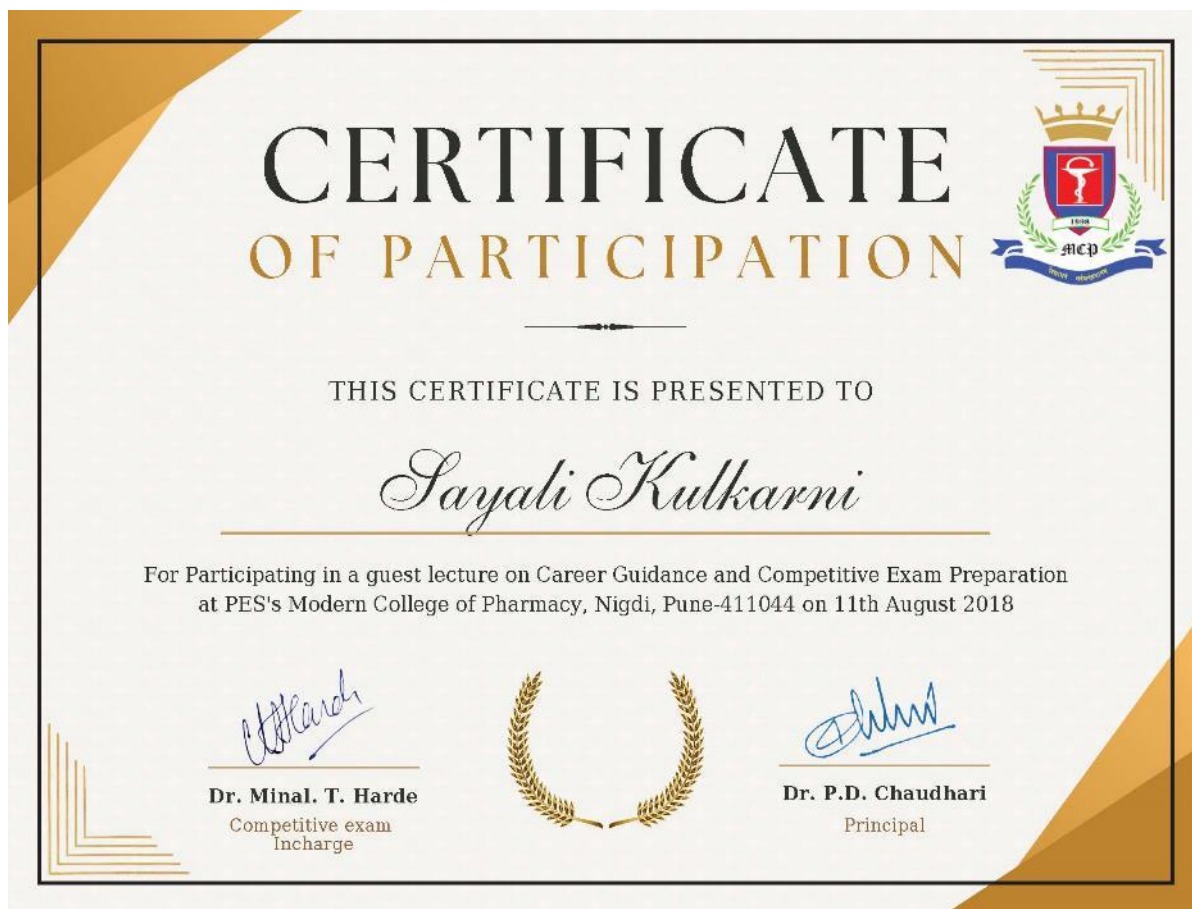 CERTIFICATE
OF PARTICIPATION
1998
MCP
THIS CERTIFICATE IS PRESENTED TO
Sayali Kulkarni
For Participating in a guest lecture on Career Guidance and Competitive Exam Preparation
at PES's Modern College of Pharmacy, Nigdi, Pune-411044 on 11th August 2018
Dr. Minal. T. Harde
Competitive exam
Incharge
Dr. P.D. Chaudhari
Principal